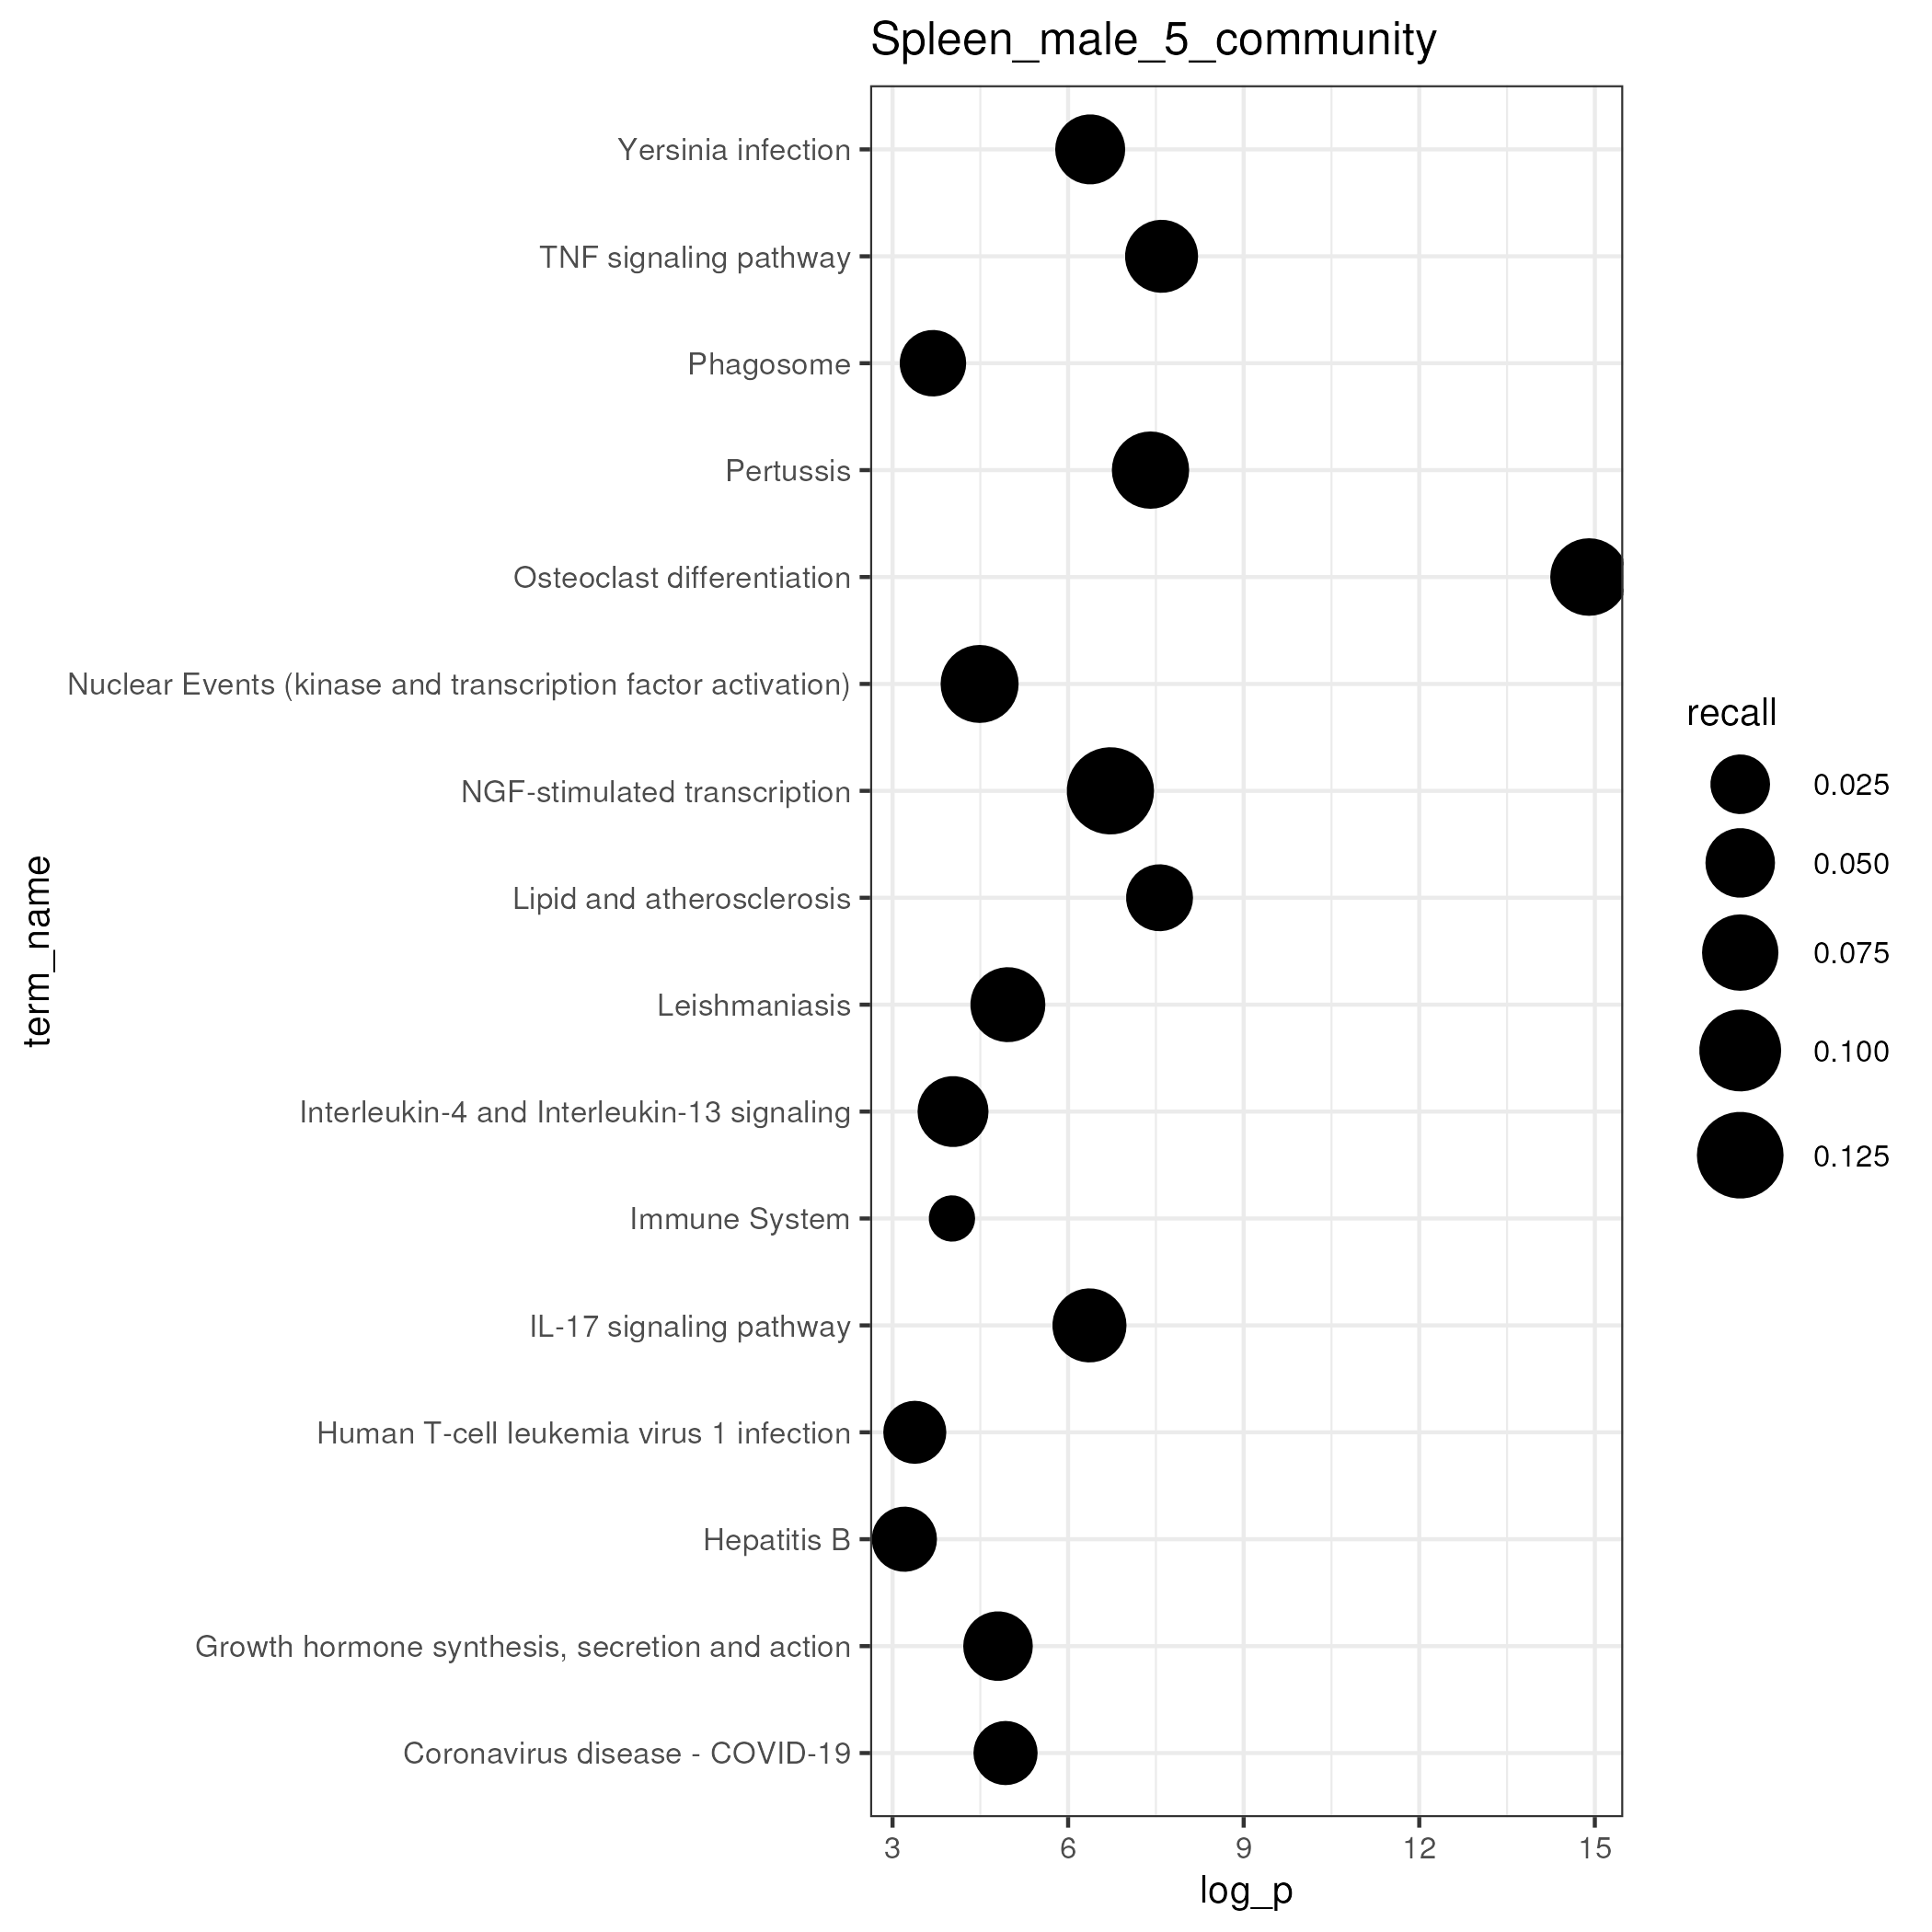 Spleen_male_5_community
Yersinia infection
TNF signaling pathway
Phagosome
Pertussis
Osteoclast differentiation
Nuclear Events (kinase and transcription factor activation)
NGF-stimulated transcription
Lipid and atherosclerosis
Leishmaniasis
Interleukin-4 and Interleukin-13 signaling
Immune System
IL-17 signaling pathway
Human T-cell leukemia virus 1 infection
Hepatitis B
Growth hormone synthesis, secretion and action
Coronavirus disease - COVID-19
term_name
3 6 9 12 15
log_p
recall
0.025
0.050
0.075
0.100
0.125